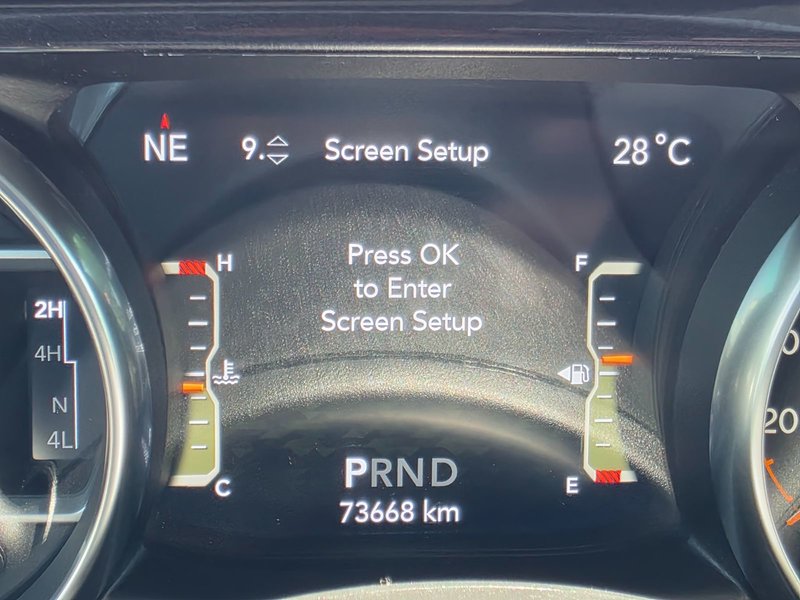 NE 9. Screen Setup 28°C
H
Press OK
to Enter
Screen Setup
F
2H
4H
N
4L
C
E
PRND
73668 km
20